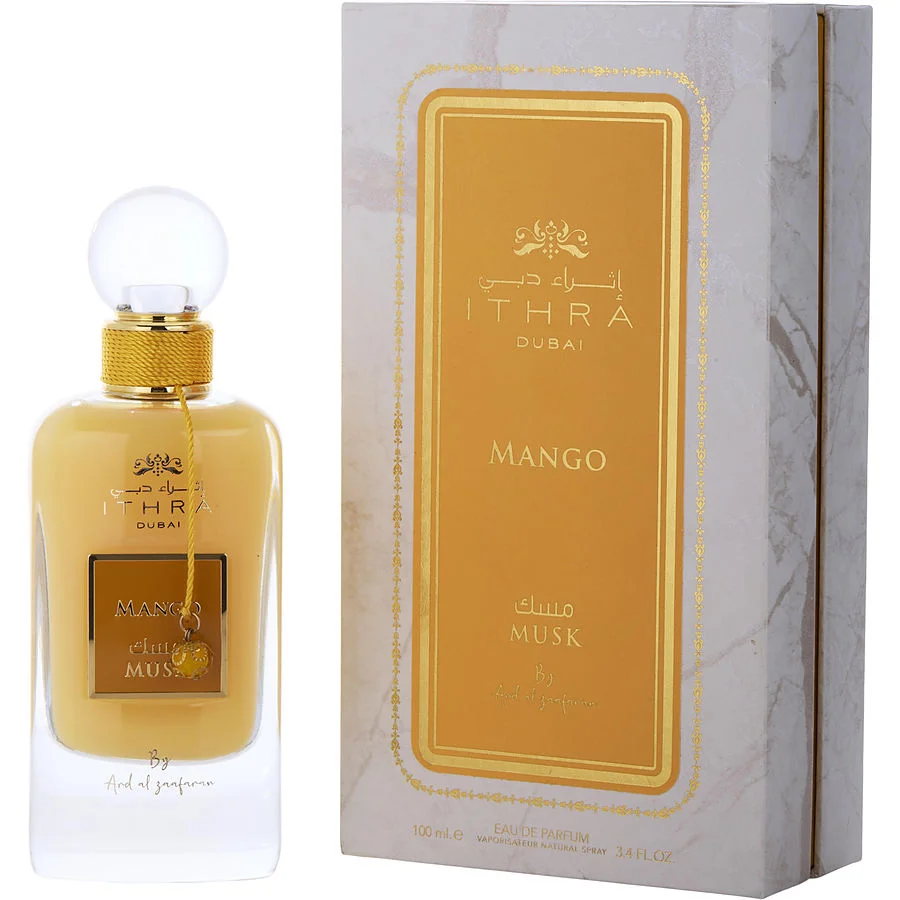 إثراء دبي
ITHRA
DUBAI
MANGO
مسك
MUSK
By
Ard al zaafaran
إثراء دبي
ITHRA
DUBAI
MANGO
مسك
MUSK
By
Ard al zaafaran
100 ml.e EAU DE PARFUM 3.4 FL.OZ.
VAPORISATEUR NATURAL SPRAY